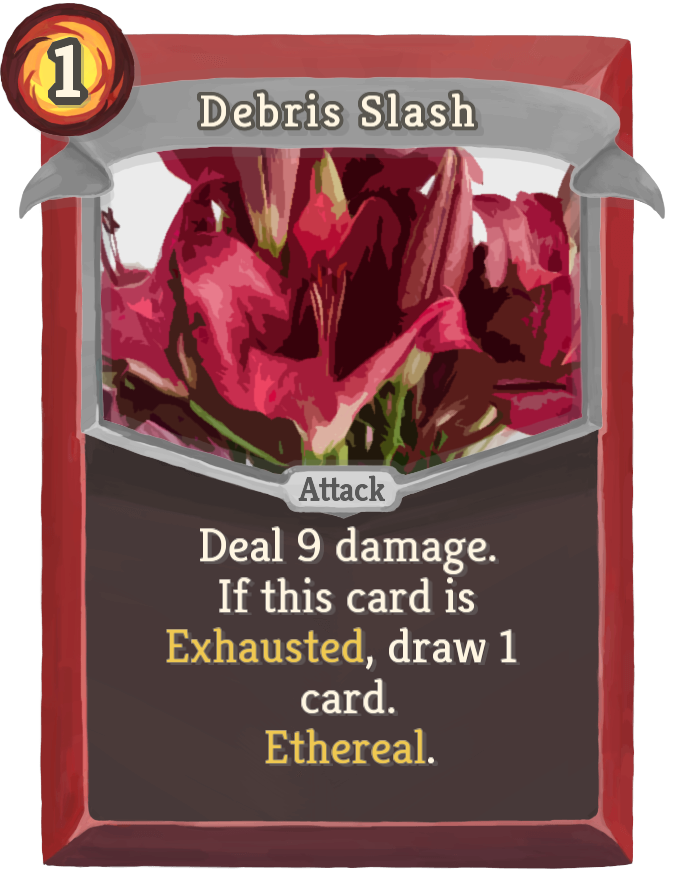 1
Debris Slash
Attack
Deal 9 damage.
If this card is
Exhausted, draw 1
card.
Ethereal.